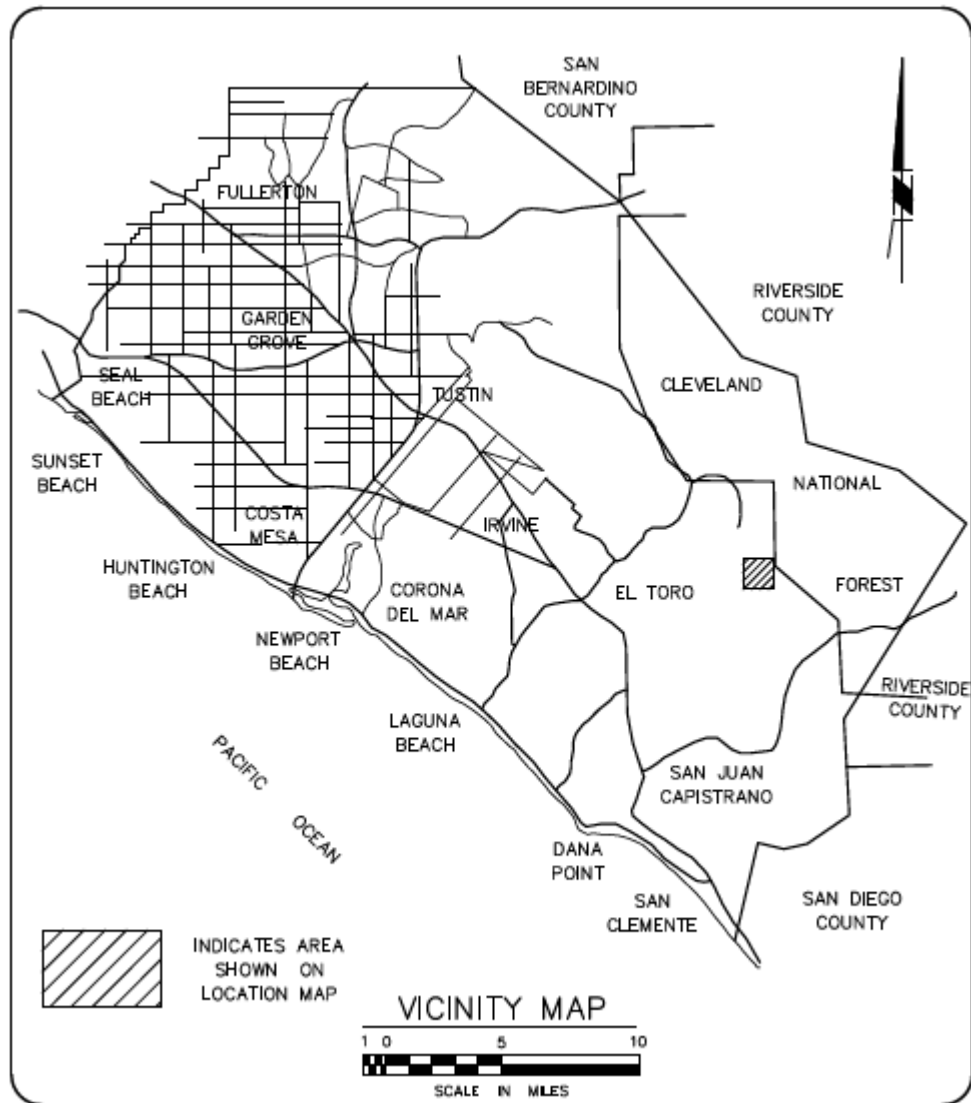 SAN
BERNARDINO
COUNTY
FULLERTON
RIVERSIDE
COUNTY
GARDEN
GROVE
SEAL
BEACH
TUSTIN
CLEVELAND
SUNSET
BEACH
NATIONAL
COSTA
MESA
IRVINE
HUNTINGTON
BEACH
CORONA
DEL MAR
EL TORO
FOREST
NEWPORT
BEACH
RIVERSIDE
COUNTY
LAGUNA
BEACH
PACIFIC
OCEAN
SAN JUAN
CAPISTRANO
DANA
POINT
SAN
CLEMENTE
SAN DIEGO
COUNTY
INDICATES AREA
SHOWN ON
LOCATION MAP
VICINITY MAP
1 0 5 10
SCALE IN MILES